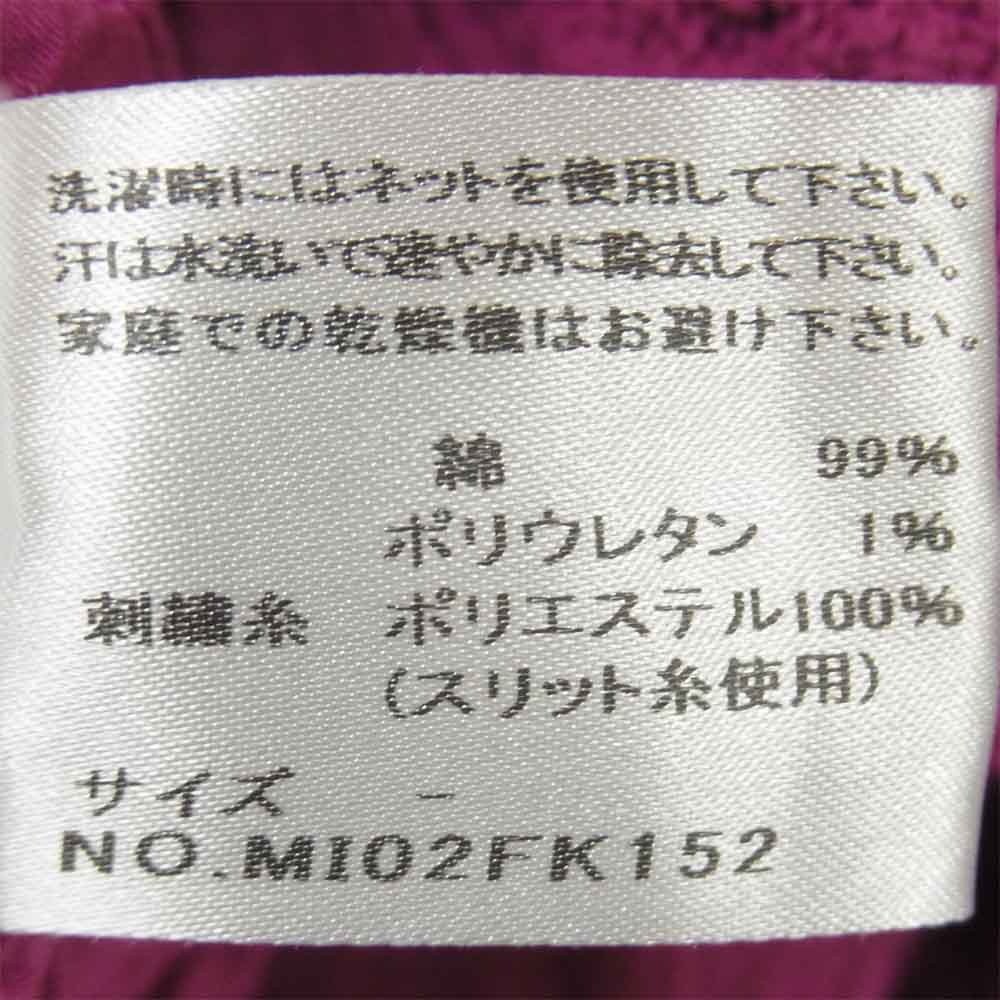 洗濯時にはネットを使用して下さい。
汗は水洗いで速やかに除去して下さい。
家庭での乾燥機はお避け下さい。
綿 99%
ポリウレタン 1%
刺繍糸 ポリエステル100%
(スリット糸使用)
サイズ -
NO.MI02FK152